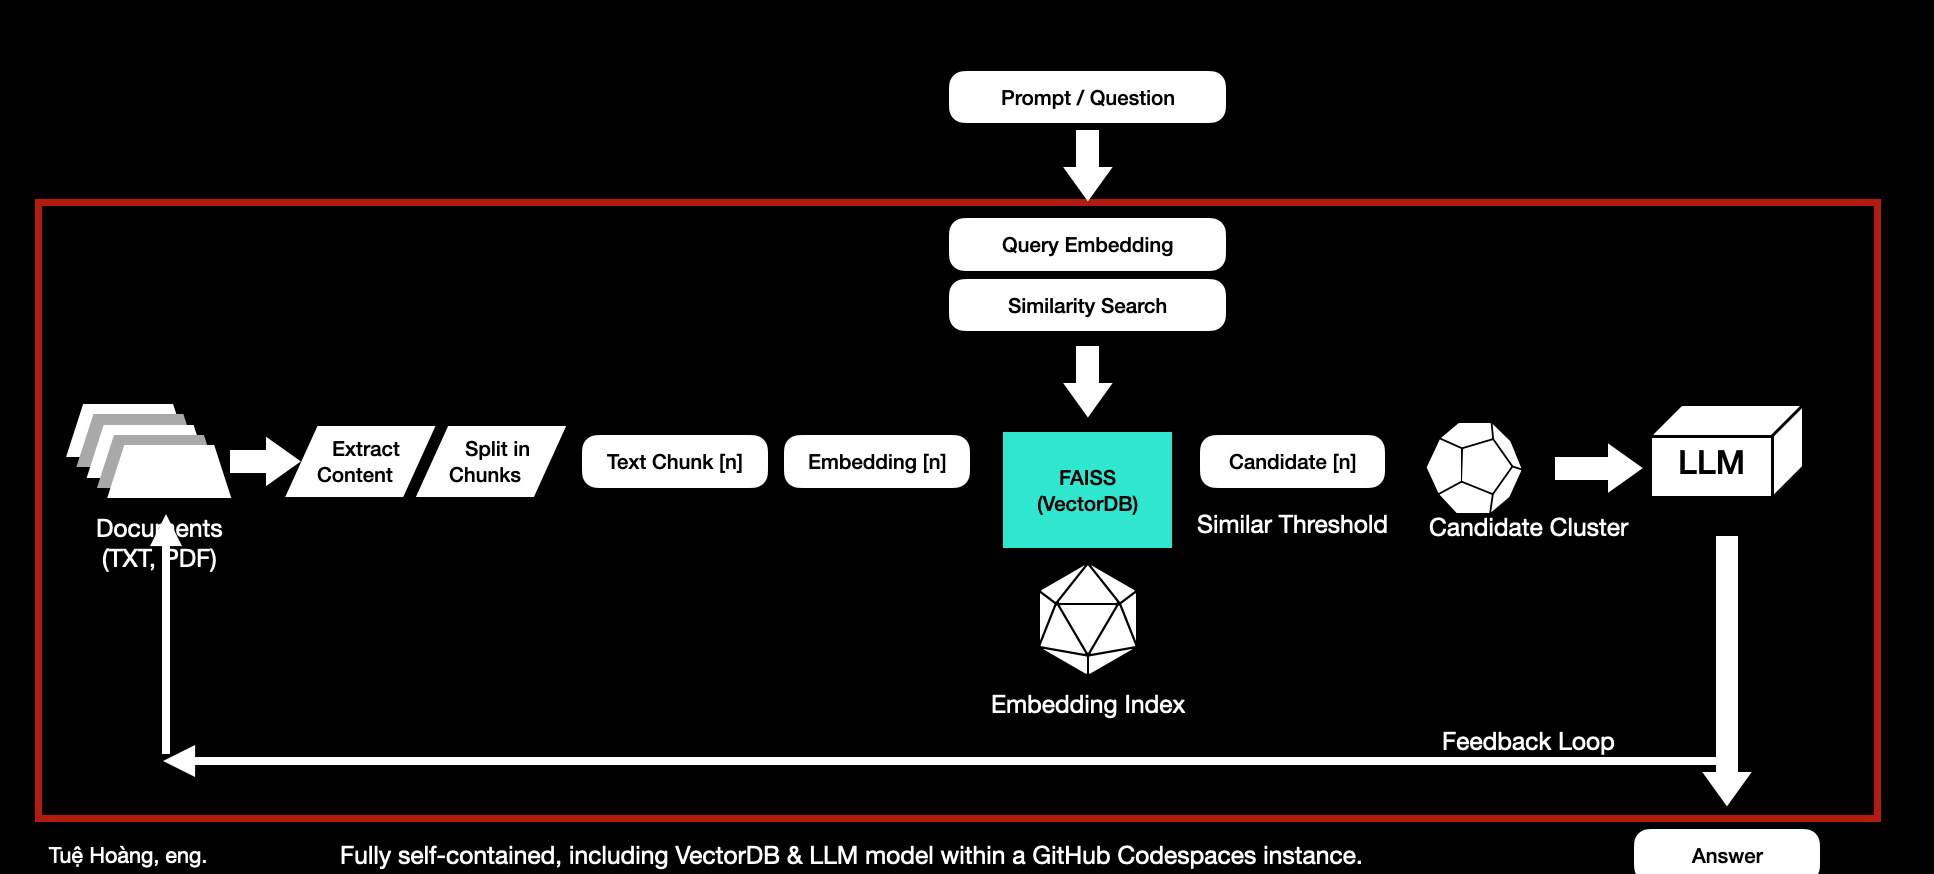 Prompt / Question
Query Embedding
Similarity Search
Extract
Content
Split in
Chunks
Text Chunk [n]
Embedding [n]
FAISS
(VectorDB)
Candidate [n]
LLM
Documents
(TXT, PDF)
Similar Threshold
Candidate Cluster
Embedding Index
Feedback Loop
Tuệ Hoàng, eng.
Fully self-contained, including VectorDB & LLM model within a GitHub Codespaces instance.
Answer